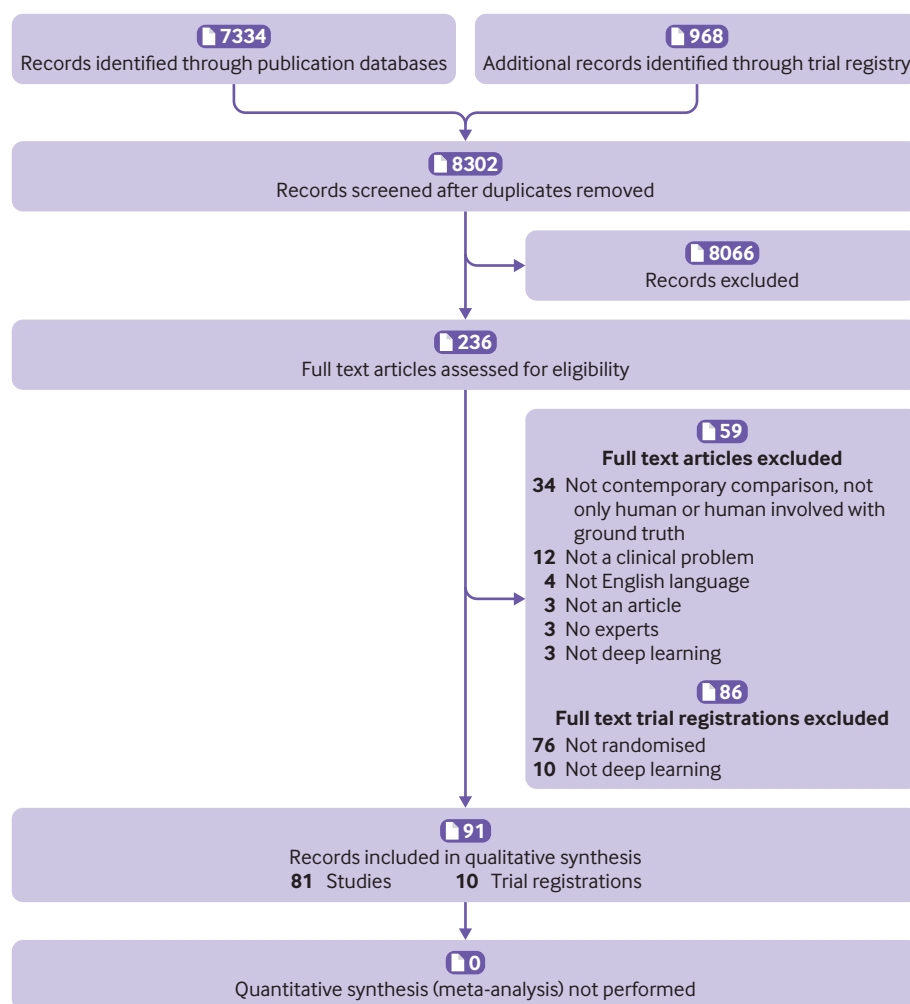 7334
Records identified through publication databases
968
Additional records identified through trial registry
8302
Records screened after duplicates removed
8066
Records excluded
236
Full text articles assessed for eligibility
59
Full text articles excluded
34 Not contemporary comparison, not
only human or human involved with
ground truth
12 Not a clinical problem
4 Not English language
3 Not an article
3 No experts
3 Not deep learning
86
Full text trial registrations excluded
76 Not randomised
10 Not deep learning
91
Records included in qualitative synthesis
81 Studies 10 Trial registrations
0
Quantitative synthesis (meta-analysis) not performed